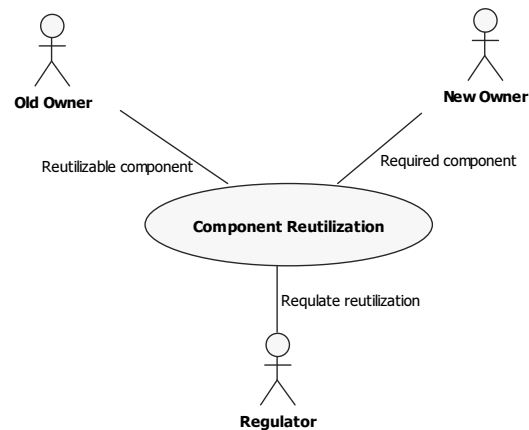 Old Owner
New Owner
Reutilizable component
Required component
Component Reutilization
Requlate reutilization
Regulator